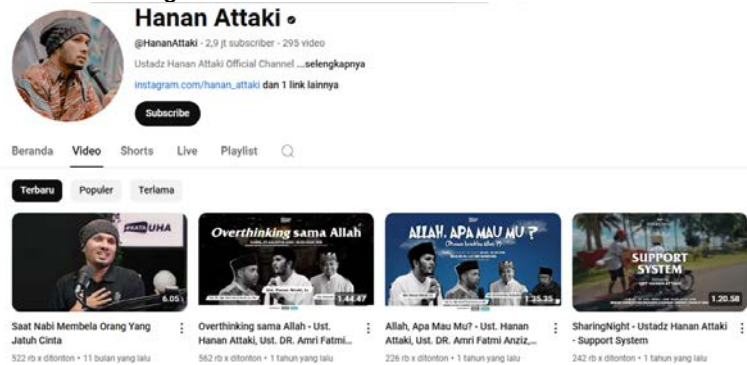 Hanan Attaki
@HananAttaki - 2,9 jt subscriber - 295 video
Ustadz Hanan Attaki Official Channel ...selengkapnya
instagram.com/hanan_attaki dan 1 link lainnya
Subscribe
Beranda Video Shorts Live Playlist
Terbaru Populer Terlama
UHA
6.05
Overthinking sama Allah
1.44.47
ALLAH, APA MAU MU ?
1.35.35
SUPPORT
SYSTEM
1.20.58
Saat Nabi Membela Orang Yang
Jatuh Cinta
522 rb x ditonton • 11 bulan yang lalu
Overthinking sama Allah - Ust.
Hanan Attaki, Ust. DR. Amri Fatmi...
562 rb x ditonton • 1 tahun yang lalu
Allah, Apa Mau Mu? - Ust. Hanan
Attaki, Ust. DR. Amri Fatmi Anziz,...
226 rb x ditonton • 1 tahun yang lalu
SharingNight - Ustadz Hanan Attaki
- Support System
242 rb x ditonton • 1 tahun yang lalu